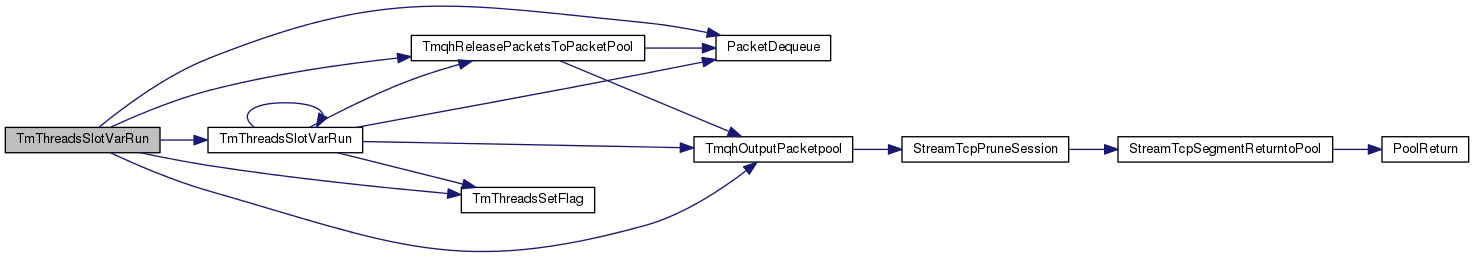 TmThreadsSlotVarRun
TmThreadsSlotVarRun
TmqhReleasePacketsToPacketPool
TmThreadsSetFlag
PacketDequeue
TmqhOutputPacketpool
StreamTcpPruneSession
StreamTcpSegmentReturntoPool
PoolReturn